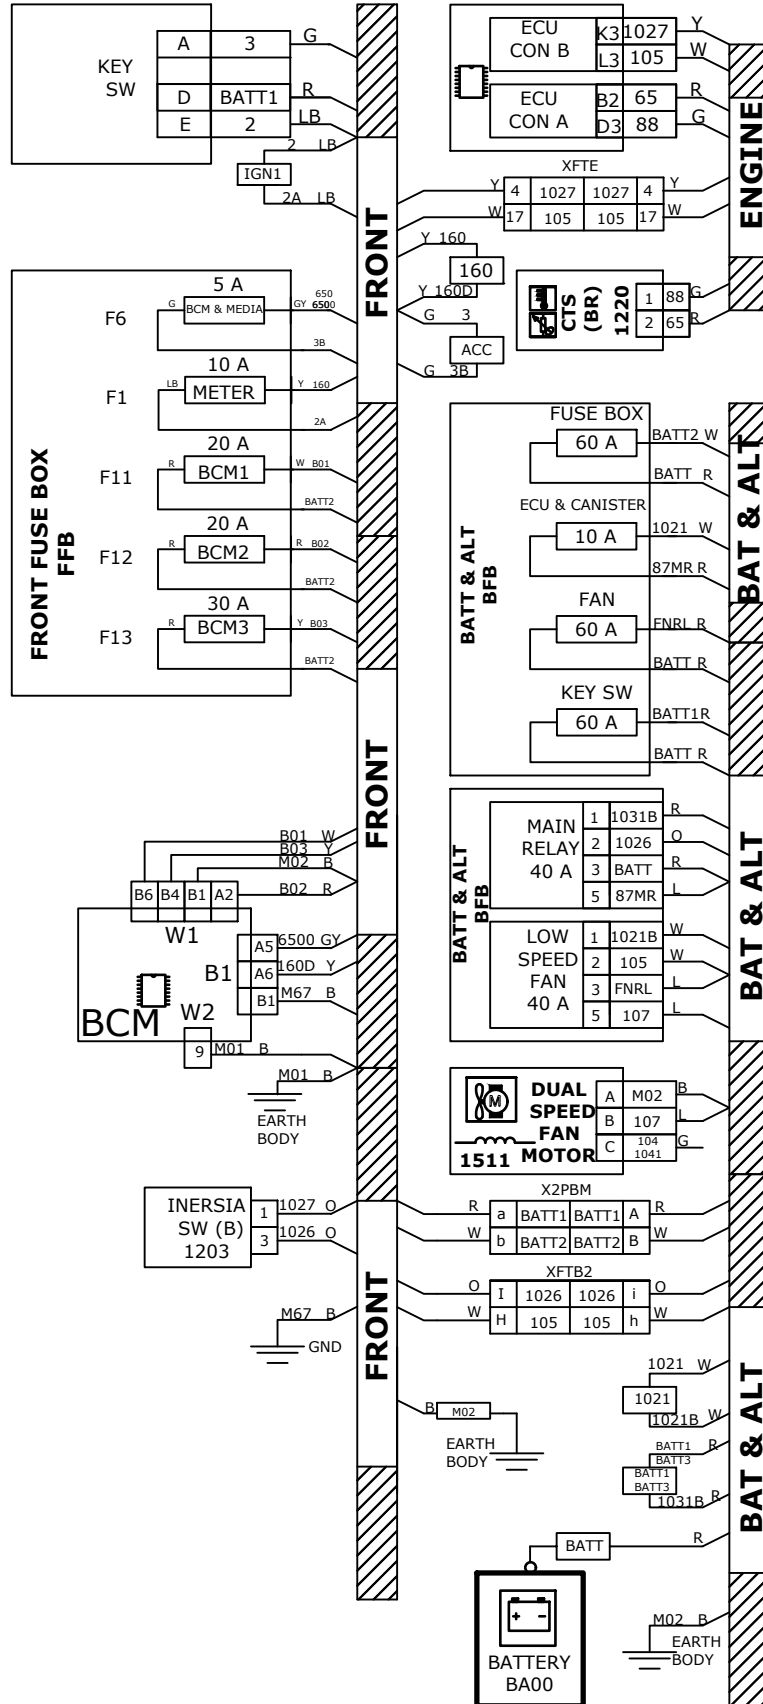 A 3 G
KEY
SW
D BATT1 R
E 2 LB
2 LB
IGN1
2A LB
FRONT
5 A
F6
G BCM & MEDIA GY 6500
650
3B
10 A
F1
LB METER Y 160
2A
20 A
F11
R BCM1 W B01
BATT2
20 A
F12
R BCM2 R B02
BATT2
30 A
F13
R BCM3 Y B03
BATT2
FRONT FUSE BOX
FFB
FRONT
B01 W
B03 Y
M02 B
B02 R
B6 B4 B1 A2
W1
A5 6500 GY
B1
A6 160D Y
B1 M67 B
BCM
W2
9 M01 B
M01 B
EARTH
BODY
INERSIA
SW (B)
1203
1 1027 O
3 1026 O
M67 B
GND
FRONT
ECU
CON B
K3 1027 Y
L3 105 W
ECU
CON A
B2 65 R
D3 88 G
XFTE
Y 4 1027 1027 4 Y
W 17 105 105 17 W
ENGINE
Y 160
160
Y 160D
G 3
ACC
G 3B
CTS
(BR)
1220
1 88 G
2 65 R
FUSE BOX
60 A BATT2 W
BATT R
ECU & CANISTER
10 A 1021 W
87MR R
FAN
60 A FNRL R
BATT R
KEY SW
60 A BATT1 R
BATT R
BATT & ALT
BFB
BAT & ALT
MAIN
RELAY
40 A
1 1031B R
2 1026 O
3 BATT R
5 87MR L
LOW
SPEED
FAN
40 A
1 1021B W
2 105 W
3 FNRL L
5 107 L
BATT & ALT
BFB
BAT & ALT
M
DUAL
SPEED
FAN
MOTOR
1511
A M02 B
B 107 L
C 104 G
1041
X2PBM
R a BATT1 BATT1 A R
W b BATT2 BATT2 B W
XFTB2
O I 1026 1026 i O
W H 105 105 h W
1021 W
1021
1021B W
BATT1 R
BATT3
BATT1
BATT3
1031B R
BAT & ALT
B M02
EARTH
BODY
BATT R
+ -
BATTERY
BA00
M02 B
EARTH
BODY